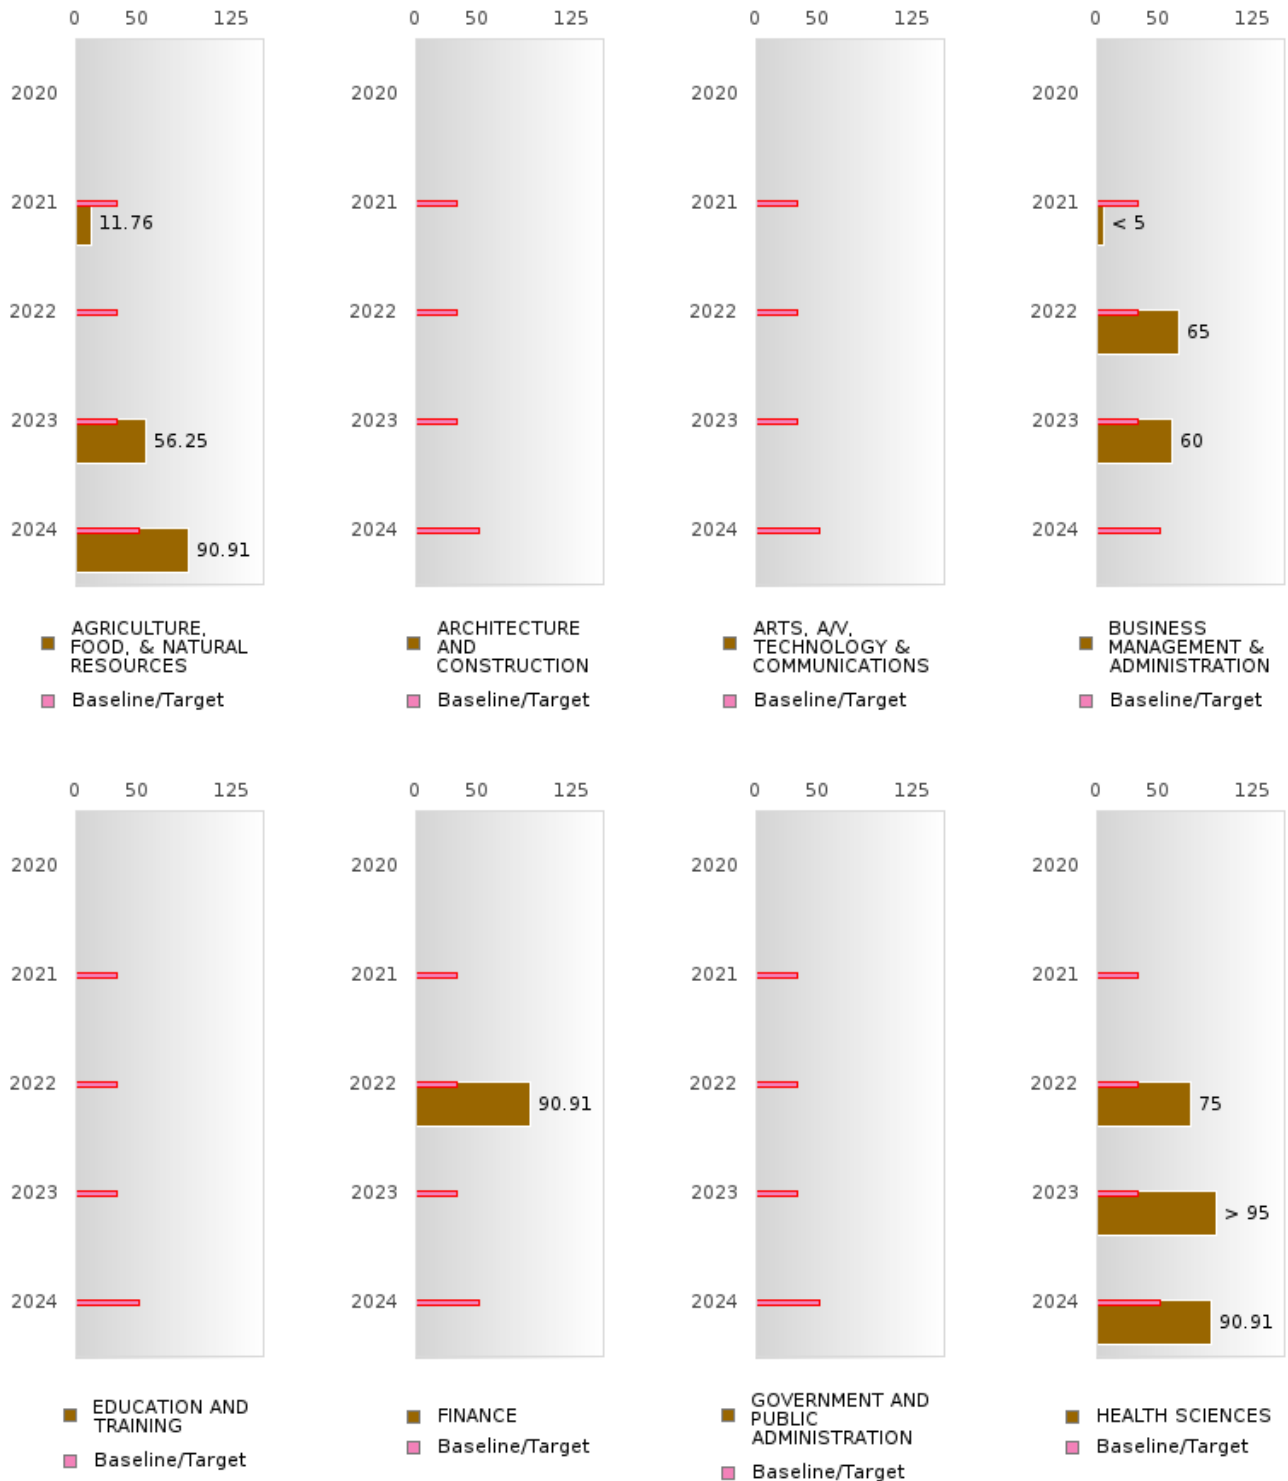 0 50 125
0 50 125
0 50 125
0 50 125
2020
2021
11.76
2022
2023
56.25
2024
90.91
2020
2021
2022
2023
2024
2020
2021
2022
2023
2024
2020
2021
< 5
2022
65
2023
60
2024
AGRICULTURE,
FOOD, & NATURAL
RESOURCES
Baseline/Target
ARCHITECTURE
AND
CONSTRUCTION
Baseline/Target
ARTS, A/V,
TECHNOLOGY &
COMMUNICATIONS
Baseline/Target
BUSINESS
MANAGEMENT &
ADMINISTRATION
Baseline/Target
0 50 125
0 50 125
0 50 125
0 50 125
2020
2021
2022
2023
2024
2020
2021
2022
90.91
2023
2024
2020
2021
2022
2023
2024
2020
2021
2022
75
2023
> 95
2024
90.91
EDUCATION AND
TRAINING
Baseline/Target
FINANCE
Baseline/Target
GOVERNMENT AND
PUBLIC
ADMINISTRATION
Baseline/Target
HEALTH SCIENCES
Baseline/Target